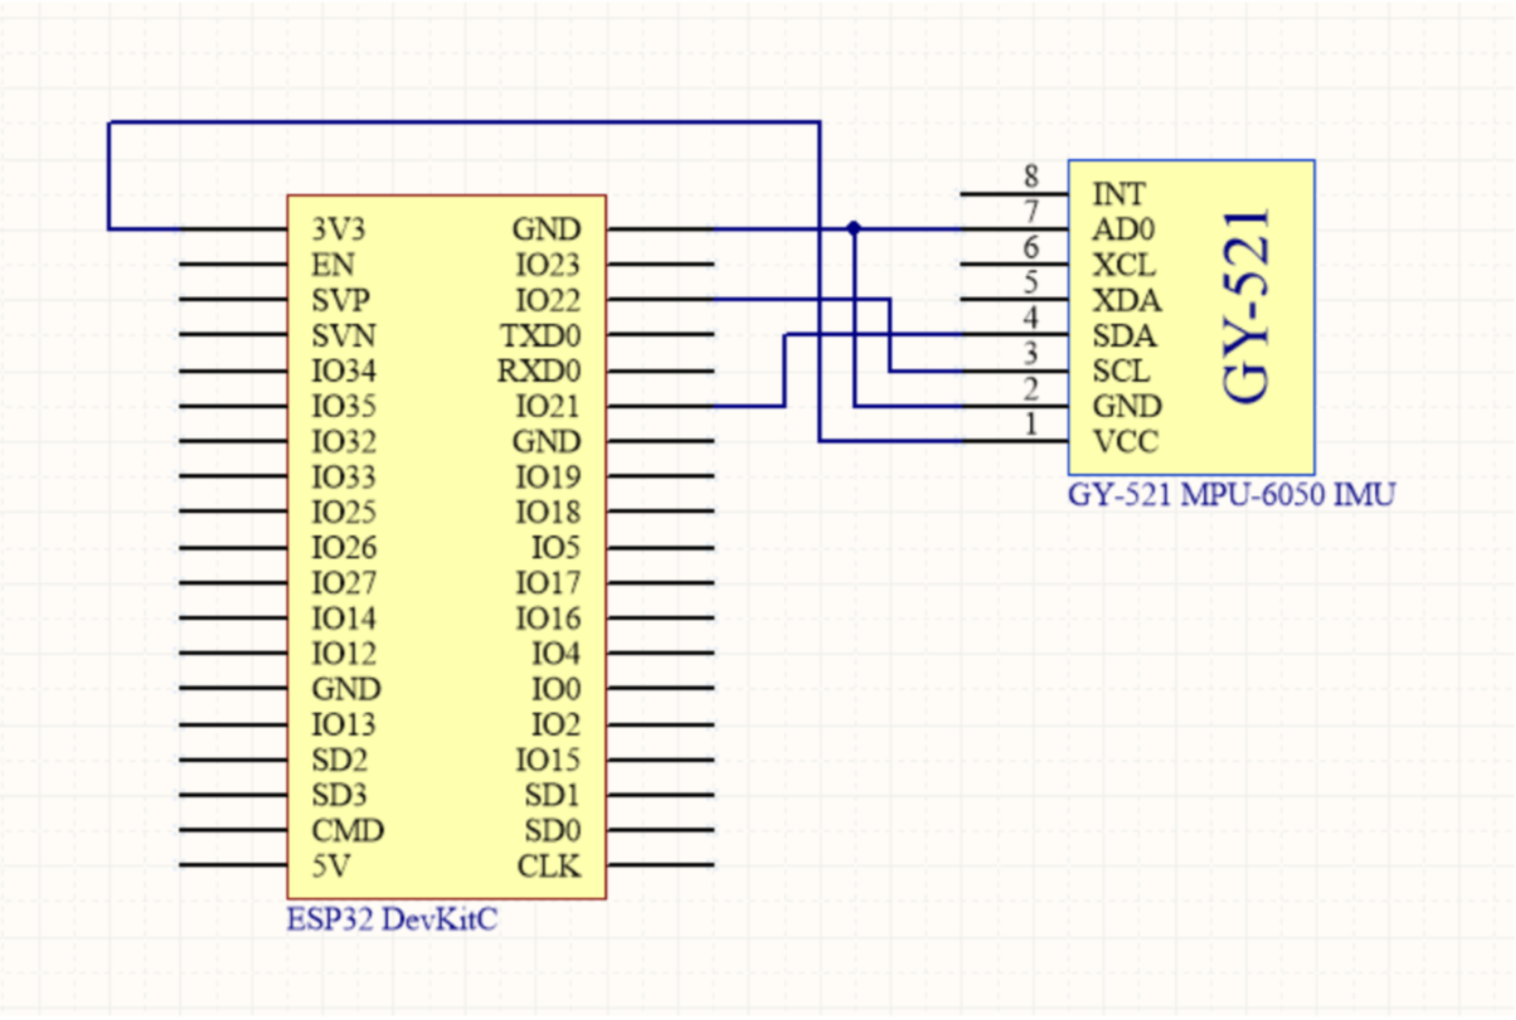 3V3 GND
EN IO23
SVP IO22
SVN TXD0
IO34 RXD0
IO35 IO21
IO32 GND
IO33 IO19
IO25 IO18
IO26 IO5
IO27 IO17
IO14 IO16
IO12 IO4
GND IO0
IO13 IO2
SD2 IO15
SD3 SD1
CMD SD0
5V CLK
ESP32 DevKitC
8 INT
7 AD0
6 XCL
5 XDA
4 SDA
3 SCL
2 GND
1 VCC
GY-521
GY-521 MPU-6050 IMU